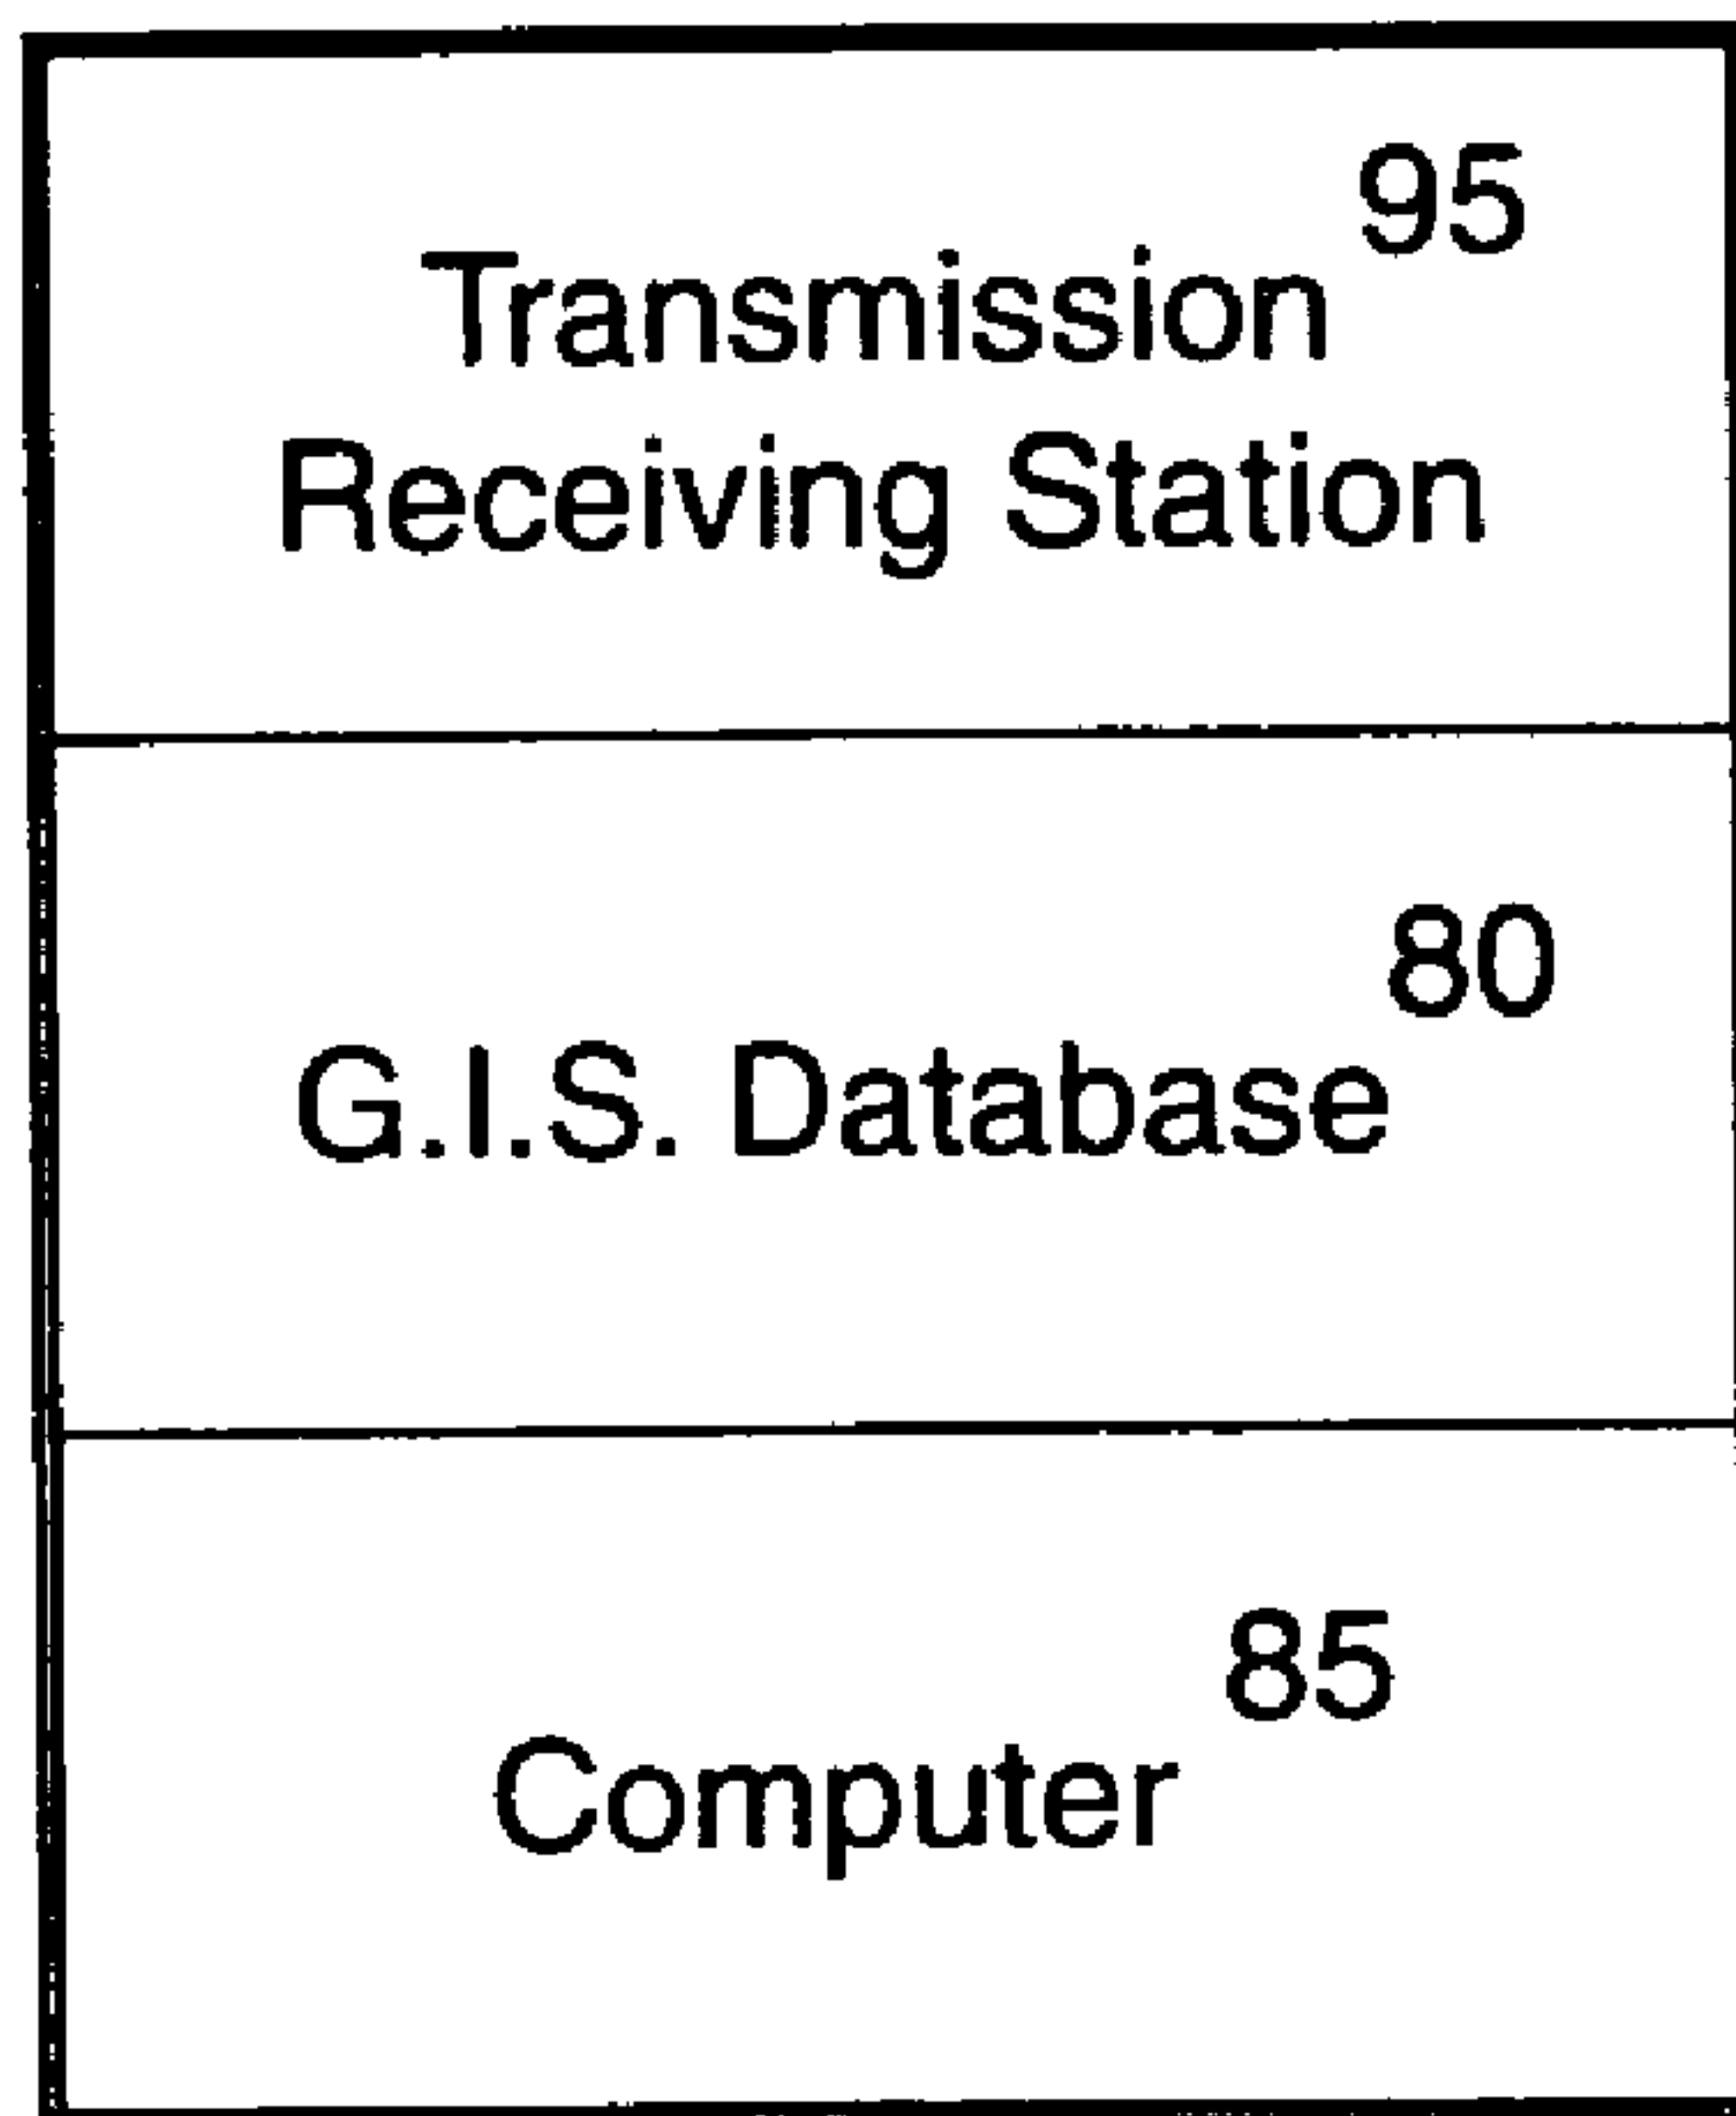 95
Transmission
Receiving Station
80
G.I.S. Database
85
Computer